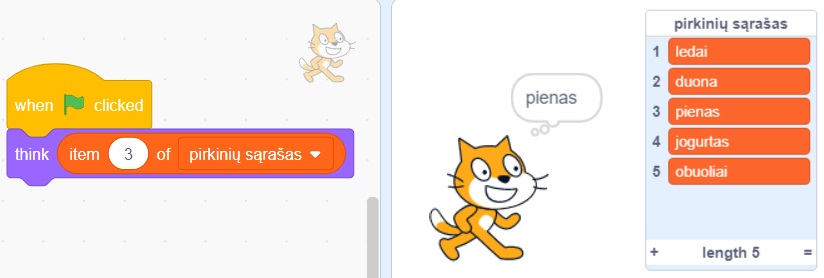 when clicked
think item 3 of pirkinių sąrašas
pienas
pirkinių sąrašas
1 ledai
2 duona
3 pienas
4 jogurtas
5 obuoliai
+ length 5 =